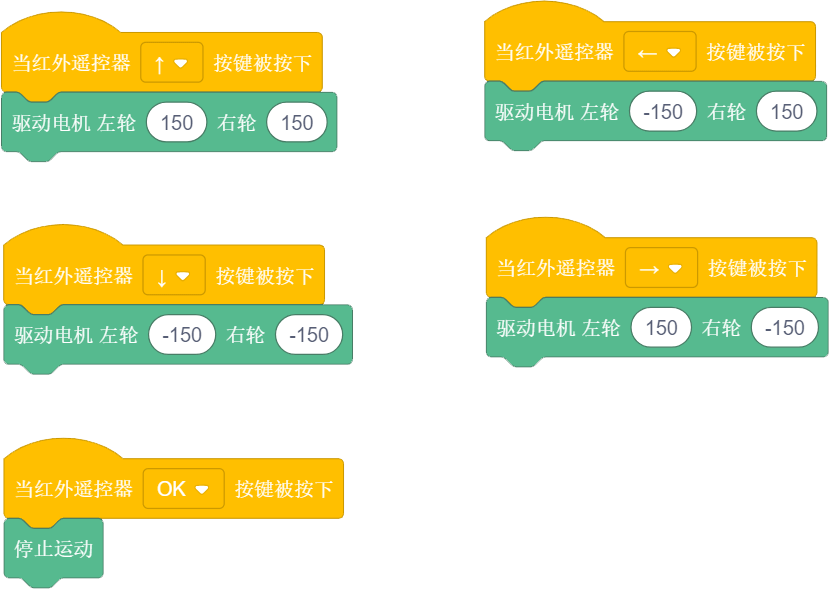 当红外遥控器 ↑ 按键被按下
驱动电机 左轮 150 右轮 150
当红外遥控器 ← 按键被按下
驱动电机 左轮 -150 右轮 150
当红外遥控器 ↓ 按键被按下
驱动电机 左轮 -150 右轮 -150
当红外遥控器 → 按键被按下
驱动电机 左轮 150 右轮 -150
当红外遥控器 OK 按键被按下
停止运动